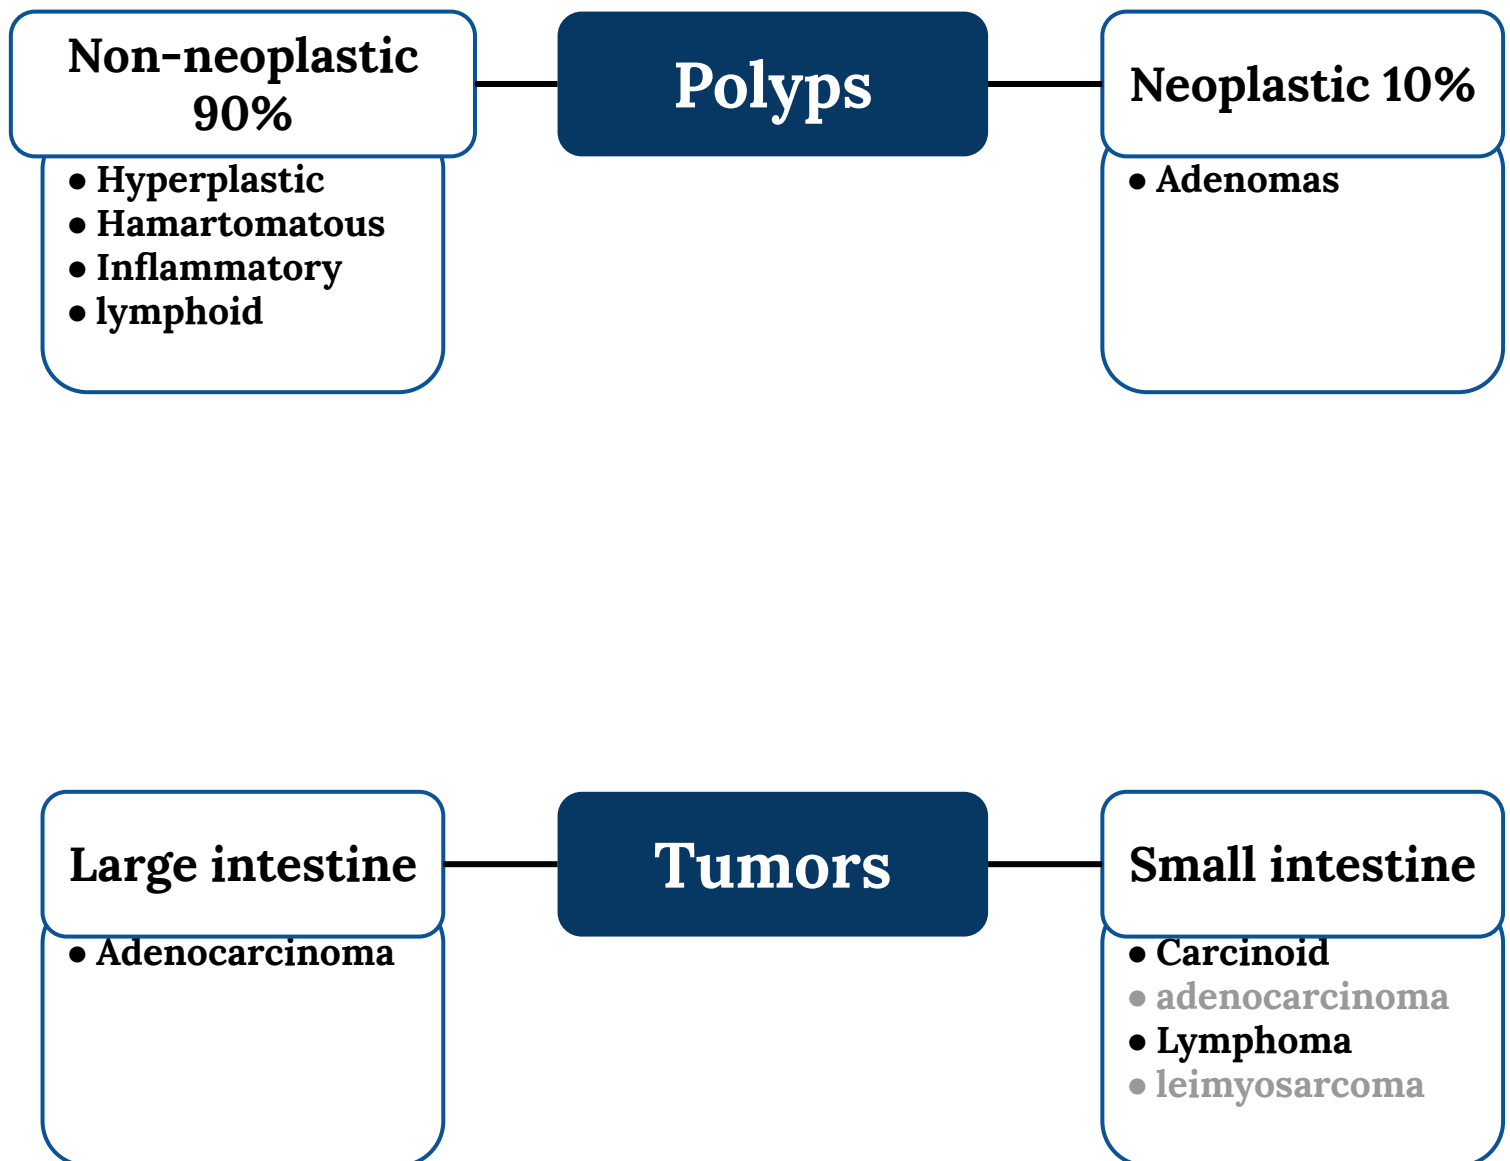 Non-neoplastic
90%
Polyps
Neoplastic 10%
● Hyperplastic
● Hamartomatous
● Inflammatory
● lymphoid
● Adenomas
Large intestine
Tumors
Small intestine
● Adenocarcinoma
● Carcinoid
● adenocarcinoma
● Lymphoma
● leimyosarcoma